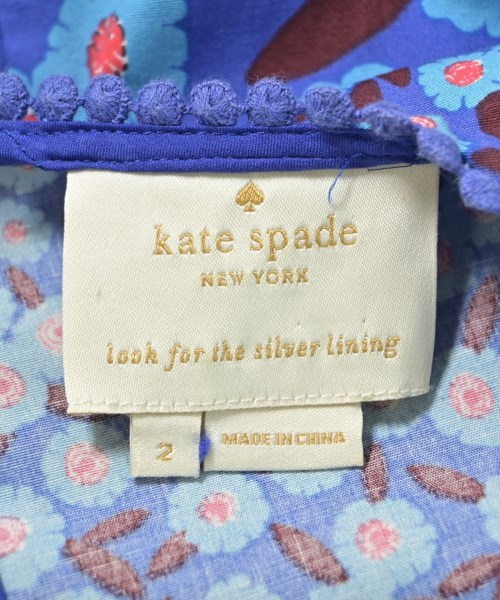 kate spade
NEW YORK
look for the silver lining
2
MADE IN CHINA